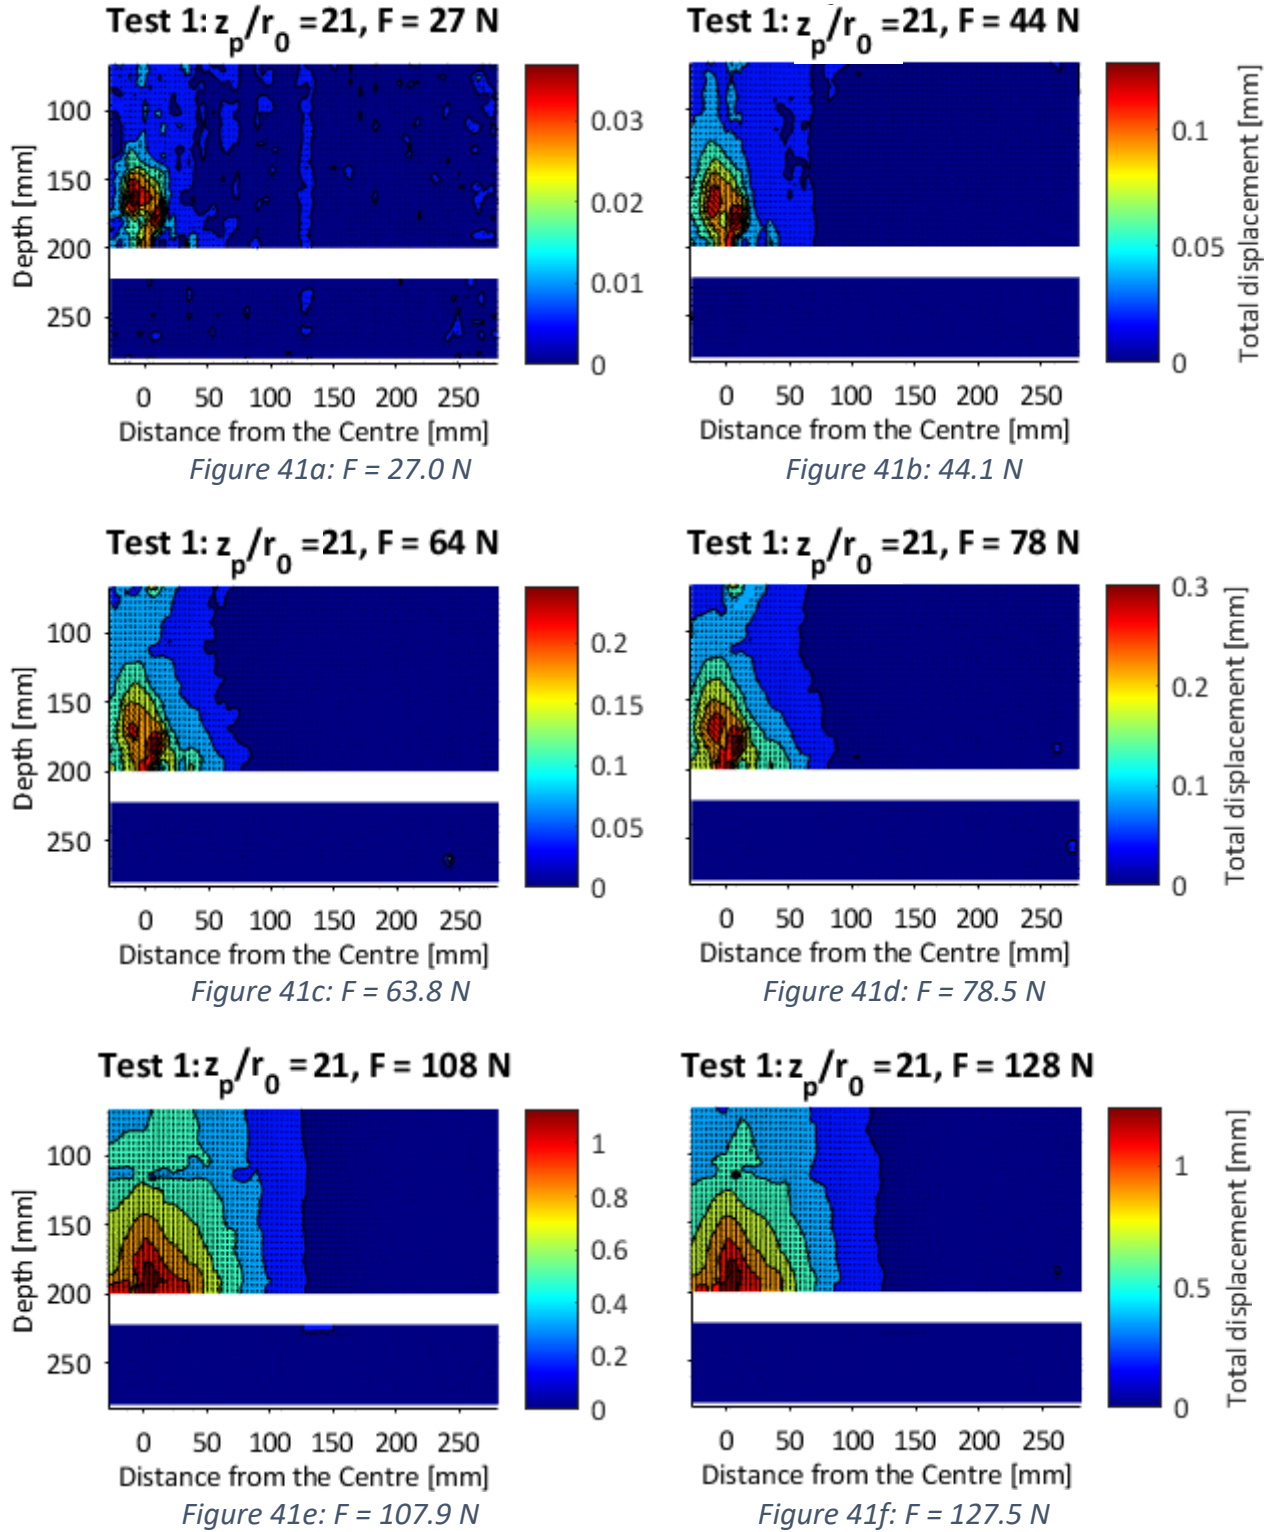 Test 1: z_p/r_0 =21, F = 27 N
Test 1: z_p/r_0 =21, F = 44 N
Depth [mm]
100
150
200
250
0.03
0.02
0.01
0
0.1
0.05
0
Total displacement [mm]
0 50 100 150 200 250
0 50 100 150 200 250
Distance from the Centre [mm]
Distance from the Centre [mm]
Figure 41a: F = 27.0 N
Figure 41b: 44.1 N
Test 1: z_p/r_0 =21, F = 64 N
Test 1: z_p/r_0 =21, F = 78 N
Depth [mm]
100
150
200
250
0.2
0.15
0.1
0.05
0
0.3
0.2
0.1
0
Total displacement [mm]
0 50 100 150 200 250
0 50 100 150 200 250
Distance from the Centre [mm]
Distance from the Centre [mm]
Figure 41c: F = 63.8 N
Figure 41d: F = 78.5 N
Test 1: z_p/r_0 =21, F = 108 N
Test 1: z_p/r_0 =21, F = 128 N
Depth [mm]
100
150
200
250
1
0.8
0.6
0.4
0.2
0
1
0.5
0
Total displacement [mm]
0 50 100 150 200 250
0 50 100 150 200 250
Distance from the Centre [mm]
Distance from the Centre [mm]
Figure 41e: F = 107.9 N
Figure 41f: F = 127.5 N